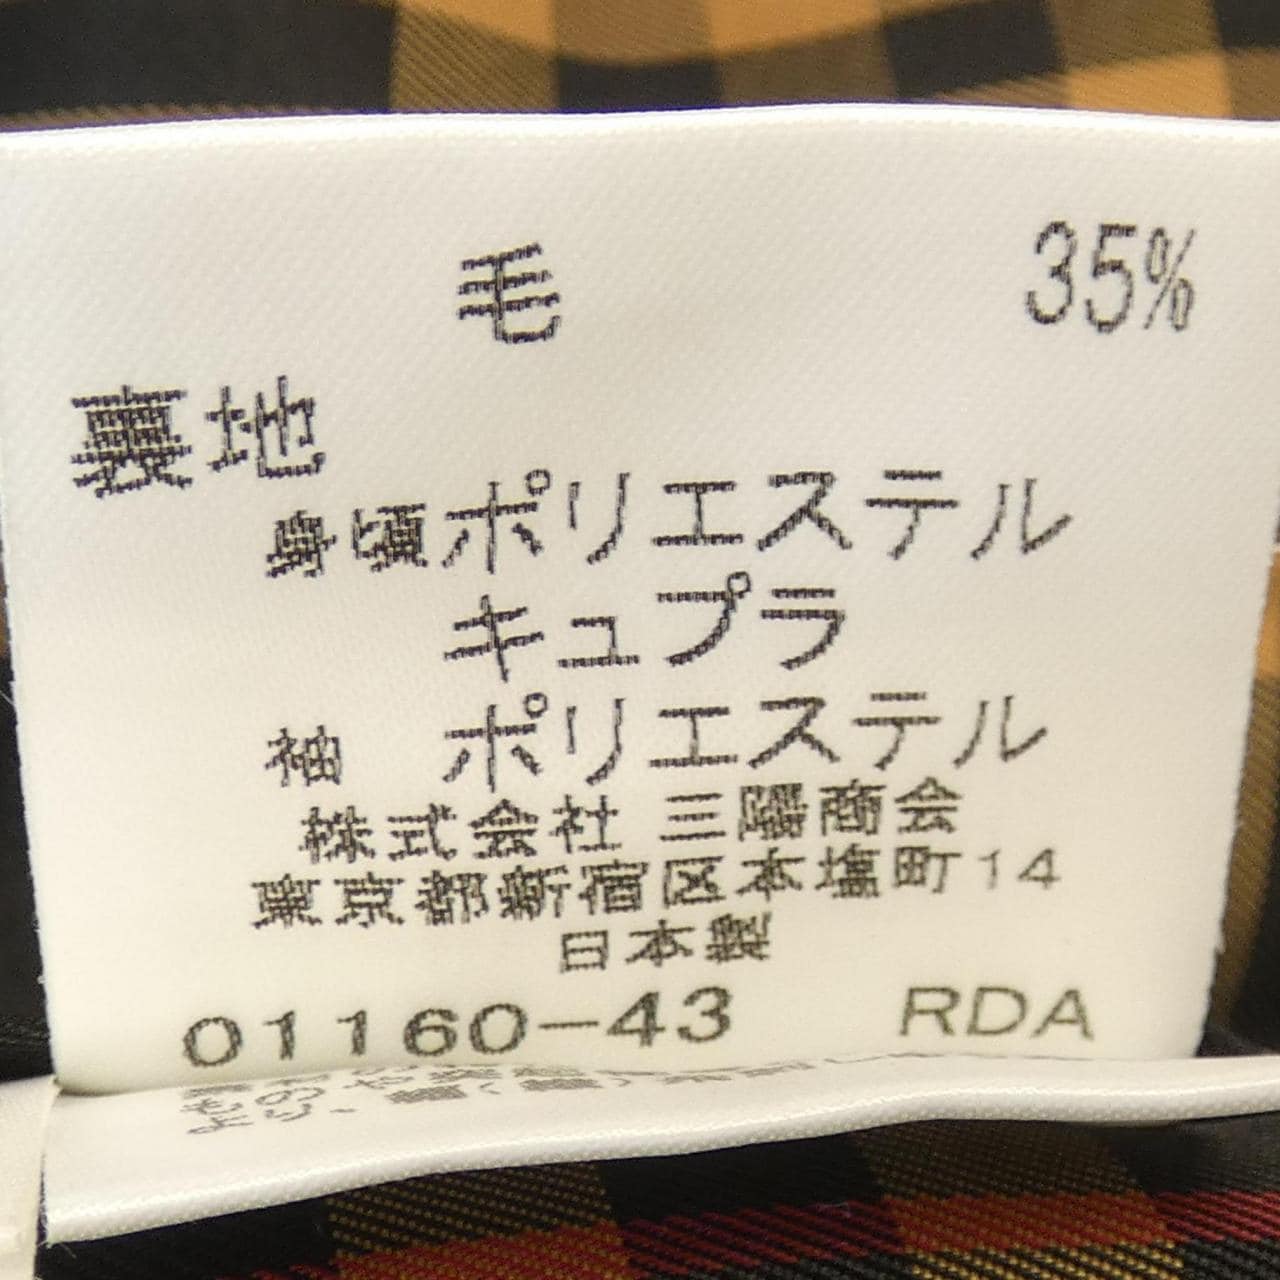 毛 35%
裏地
身頃ポリエステル
キュプラ
袖 ポリエステル
株式会社 三陽商会
東京都新宿区本塩町14
日本製
01160-43 RDA